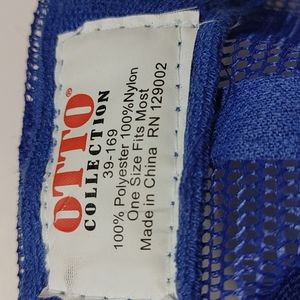 OTTO®
COLLECTION
39-169
100% Polyester 100%Nylon
One Size Fits Most
Made in China RN 129002